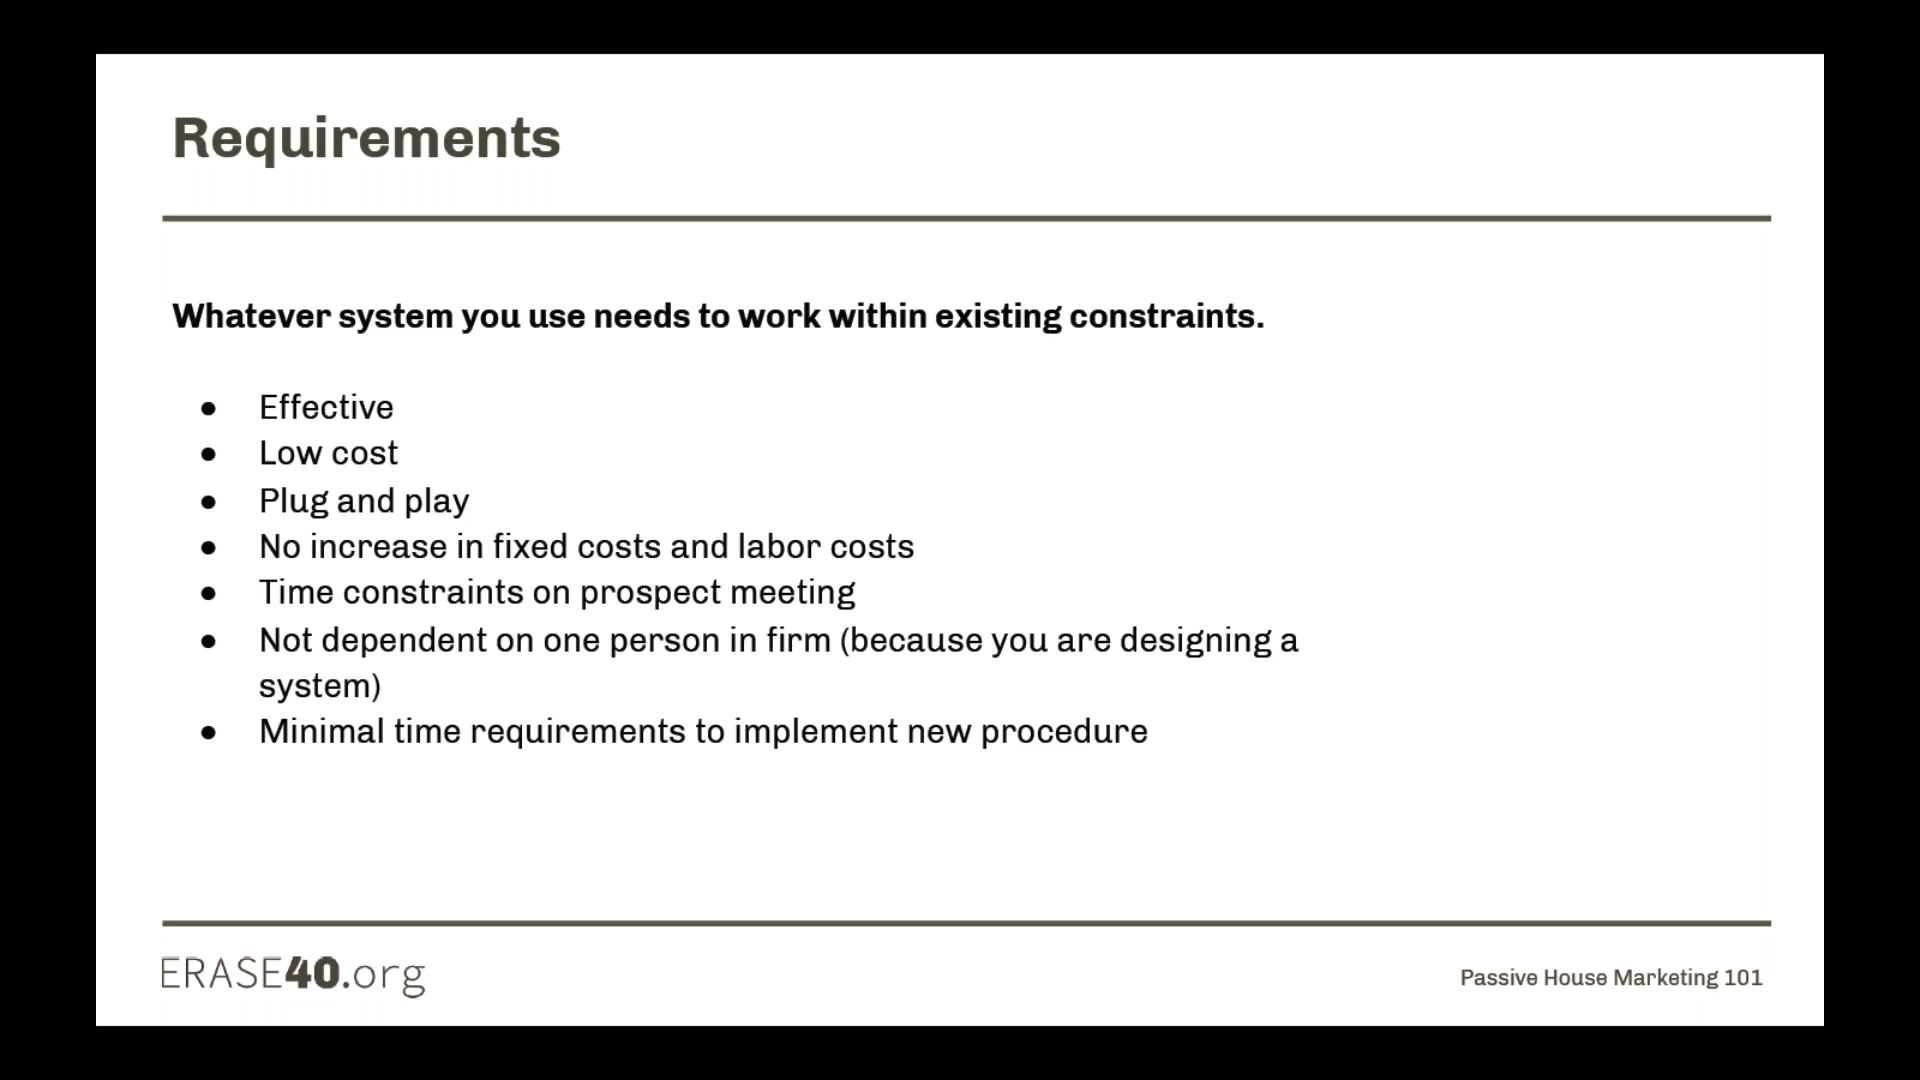 Requirements
Whatever system you use needs to work within existing constraints.
● Effective
● Low cost
● Plug and play
● No increase in fixed costs and labor costs
● Time constraints on prospect meeting
● Not dependent on one person in firm (because you are designing a
system)
● Minimal time requirements to implement new procedure
ERASE40.org
Passive House Marketing 101